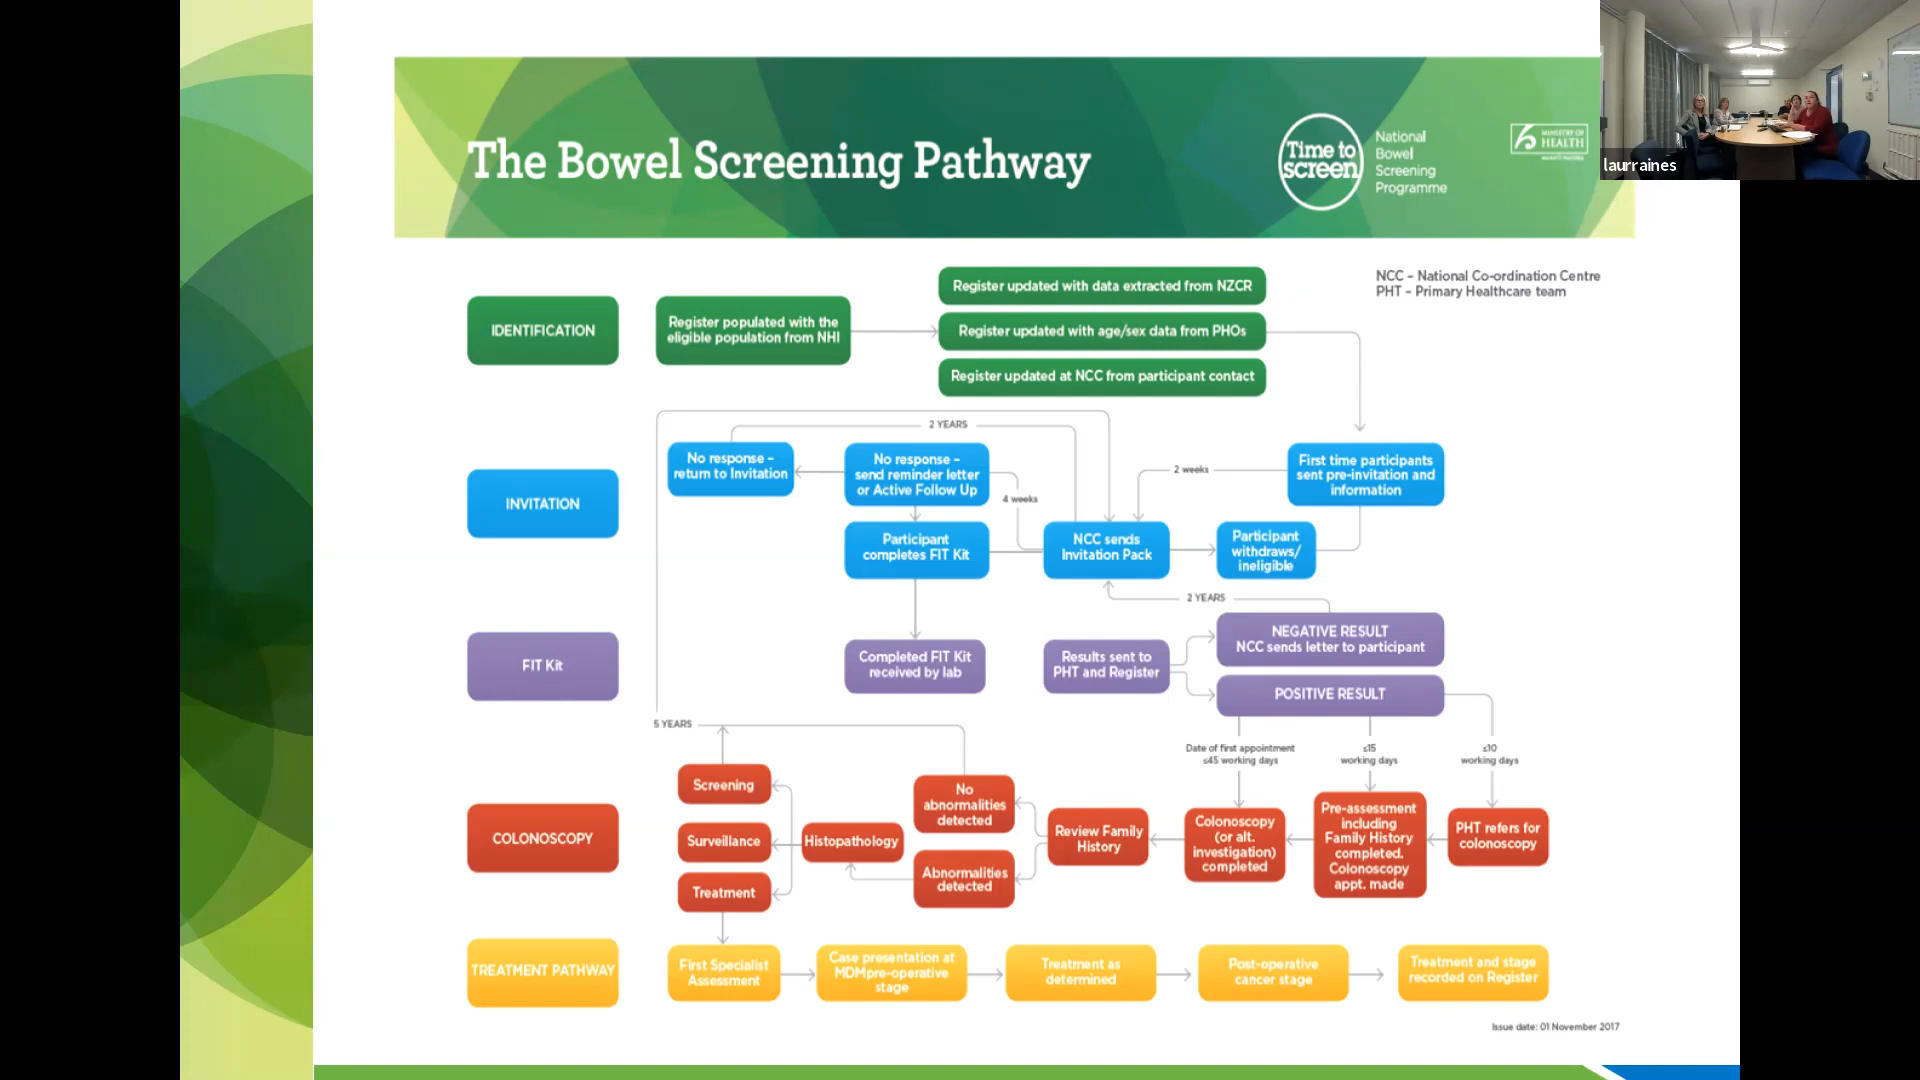 The Bowel Screening Pathway
Time to
screen
National
Bowel
Screening
Programme
MINISTRY OF
HEALTH
laurraines
NCC – National Co-ordination Centre
PHT – Primary Healthcare team
IDENTIFICATION
Register populated with the
eligible population from NHI
Register updated with data extracted from NZCR
Register updated with age/sex data from PHOs
Register updated at NCC from participant contact
2 YEARS
INVITATION
No response –
return to Invitation
No response –
send reminder letter
or Active Follow Up
4 weeks
2 weeks
First time participants
sent pre-invitation and
information
Participant
completes FIT Kit
NCC sends
Invitation Pack
Participant
withdraws/
ineligible
2 YEARS
FIT Kit
Completed FIT Kit
received by lab
Results sent to
PHT and Register
NEGATIVE RESULT
NCC sends letter to participant
POSITIVE RESULT
5 YEARS
Date of first appointment
≤45 working days
≤15
working days
≤10
working days
COLONOSCOPY
Screening
Surveillance
Treatment
Histopathology
No
abnormalities
detected
Abnormalities
detected
Review Family
History
Colonoscopy
(or alt.
investigation)
completed
Pre-assessment
including
Family History
completed.
Colonoscopy
appt. made
PHT refers for
colonoscopy
TREATMENT PATHWAY
First Specialist
Assessment
Case presentation at
MDMpre-operative
stage
Treatment as
determined
Post-operative
cancer stage
Treatment and stage
recorded on Register
Issue date: 01 November 2017